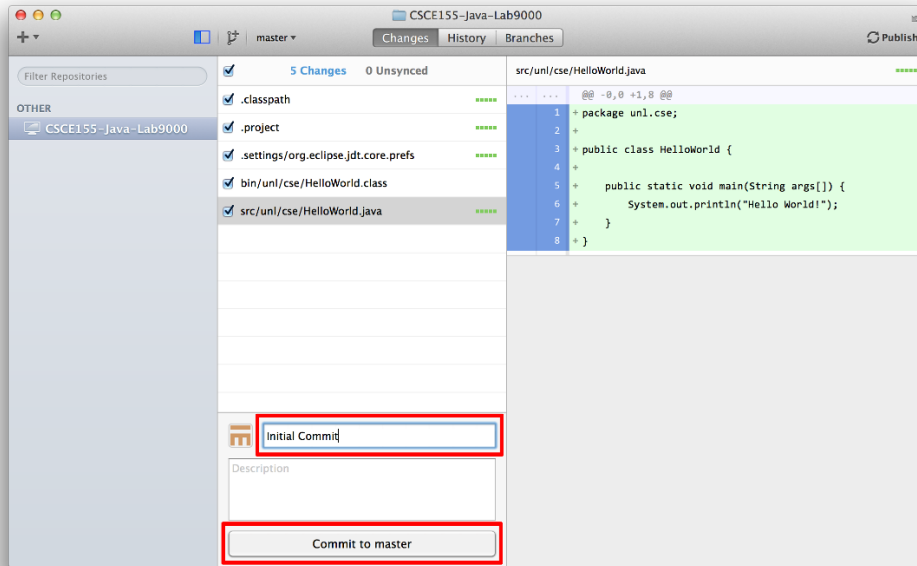 CSCE155-Java-Lab9000
master
Changes
History
Branches
Publish
Filter Repositories
OTHER
CSCE155-Java-Lab9000
5 Changes
0 Unsynced
.classpath
.project
.settings/org.eclipse.jdt.core.prefs
bin/unl/cse/HelloWorld.class
src/unl/cse/HelloWorld.java
Initial Commit
Description
Commit to master
src/unl/cse/HelloWorld.java
... ... @@ -0,0 +1,8 @@
1 + package unl.cse;
2 +
3 + public class HelloWorld {
4 +
5 +     public static void main(String args[]) {
6 +         System.out.println("Hello World!");
7 +     }
8 + }